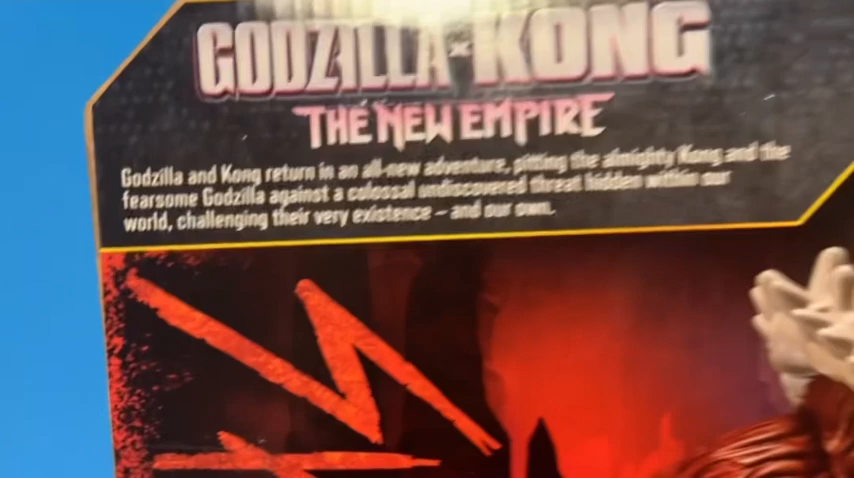 GODZILLA x KONG
THE NEW EMPIRE
Godzilla and Kong return in an all-new adventure, pitting the almighty Kong and the
fearsome Godzilla against a colossal undiscovered threat hidden within our
world, challenging their very existence – and our own.